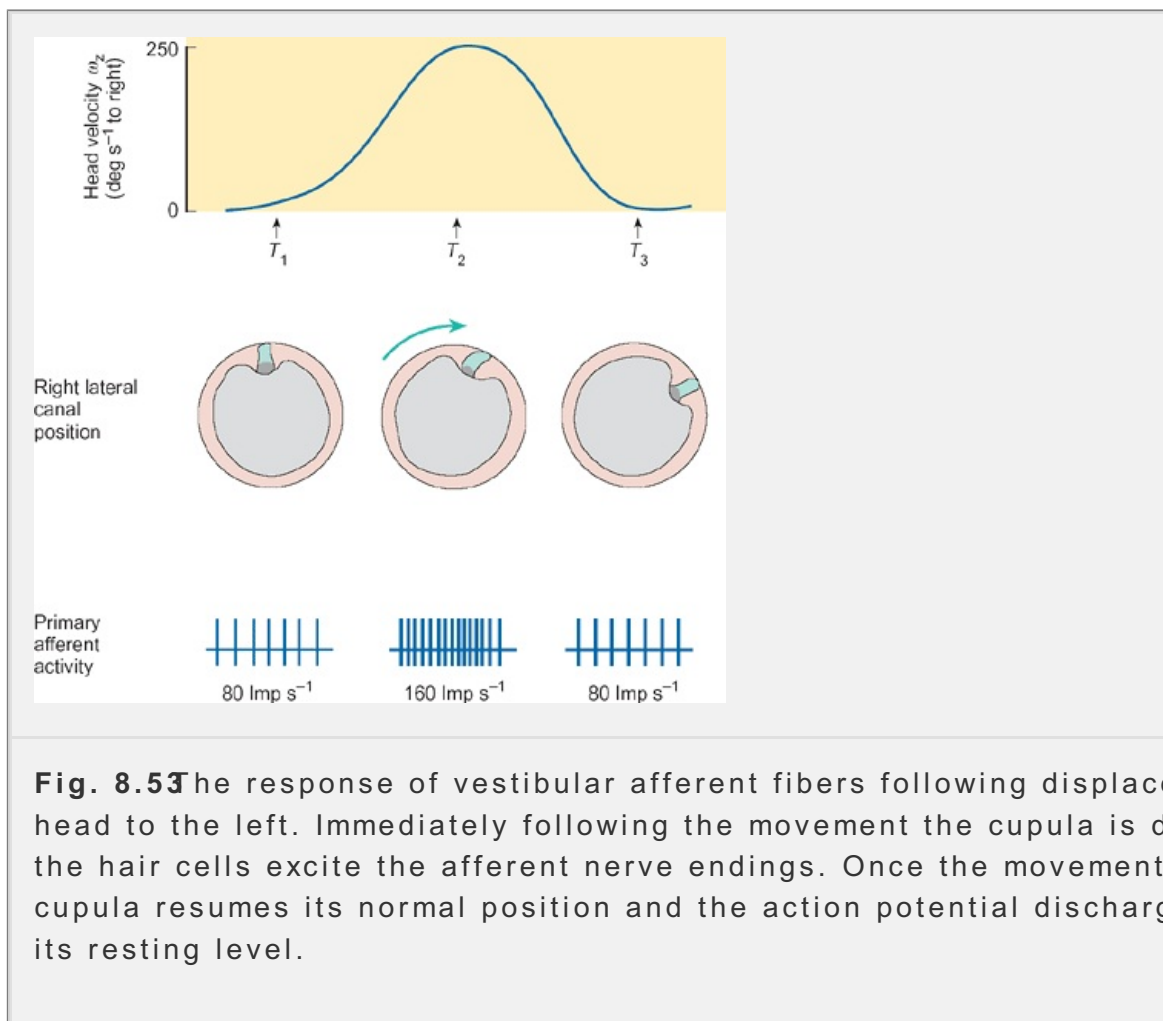 250
Head velocity ωz
(deg s⁻¹ to right)
0
T1
T2
T3
Right lateral
canal
position
Primary
afferent
activity
80 Imp s⁻¹
160 Imp s⁻¹
80 Imp s⁻¹
Fig. 8.53 The response of vestibular afferent fibers following
head to the left. Immediately following the movement the cupula is
the hair cells excite the afferent nerve endings. Once the movement
cupula resumes its normal position and the action potential
its resting level.